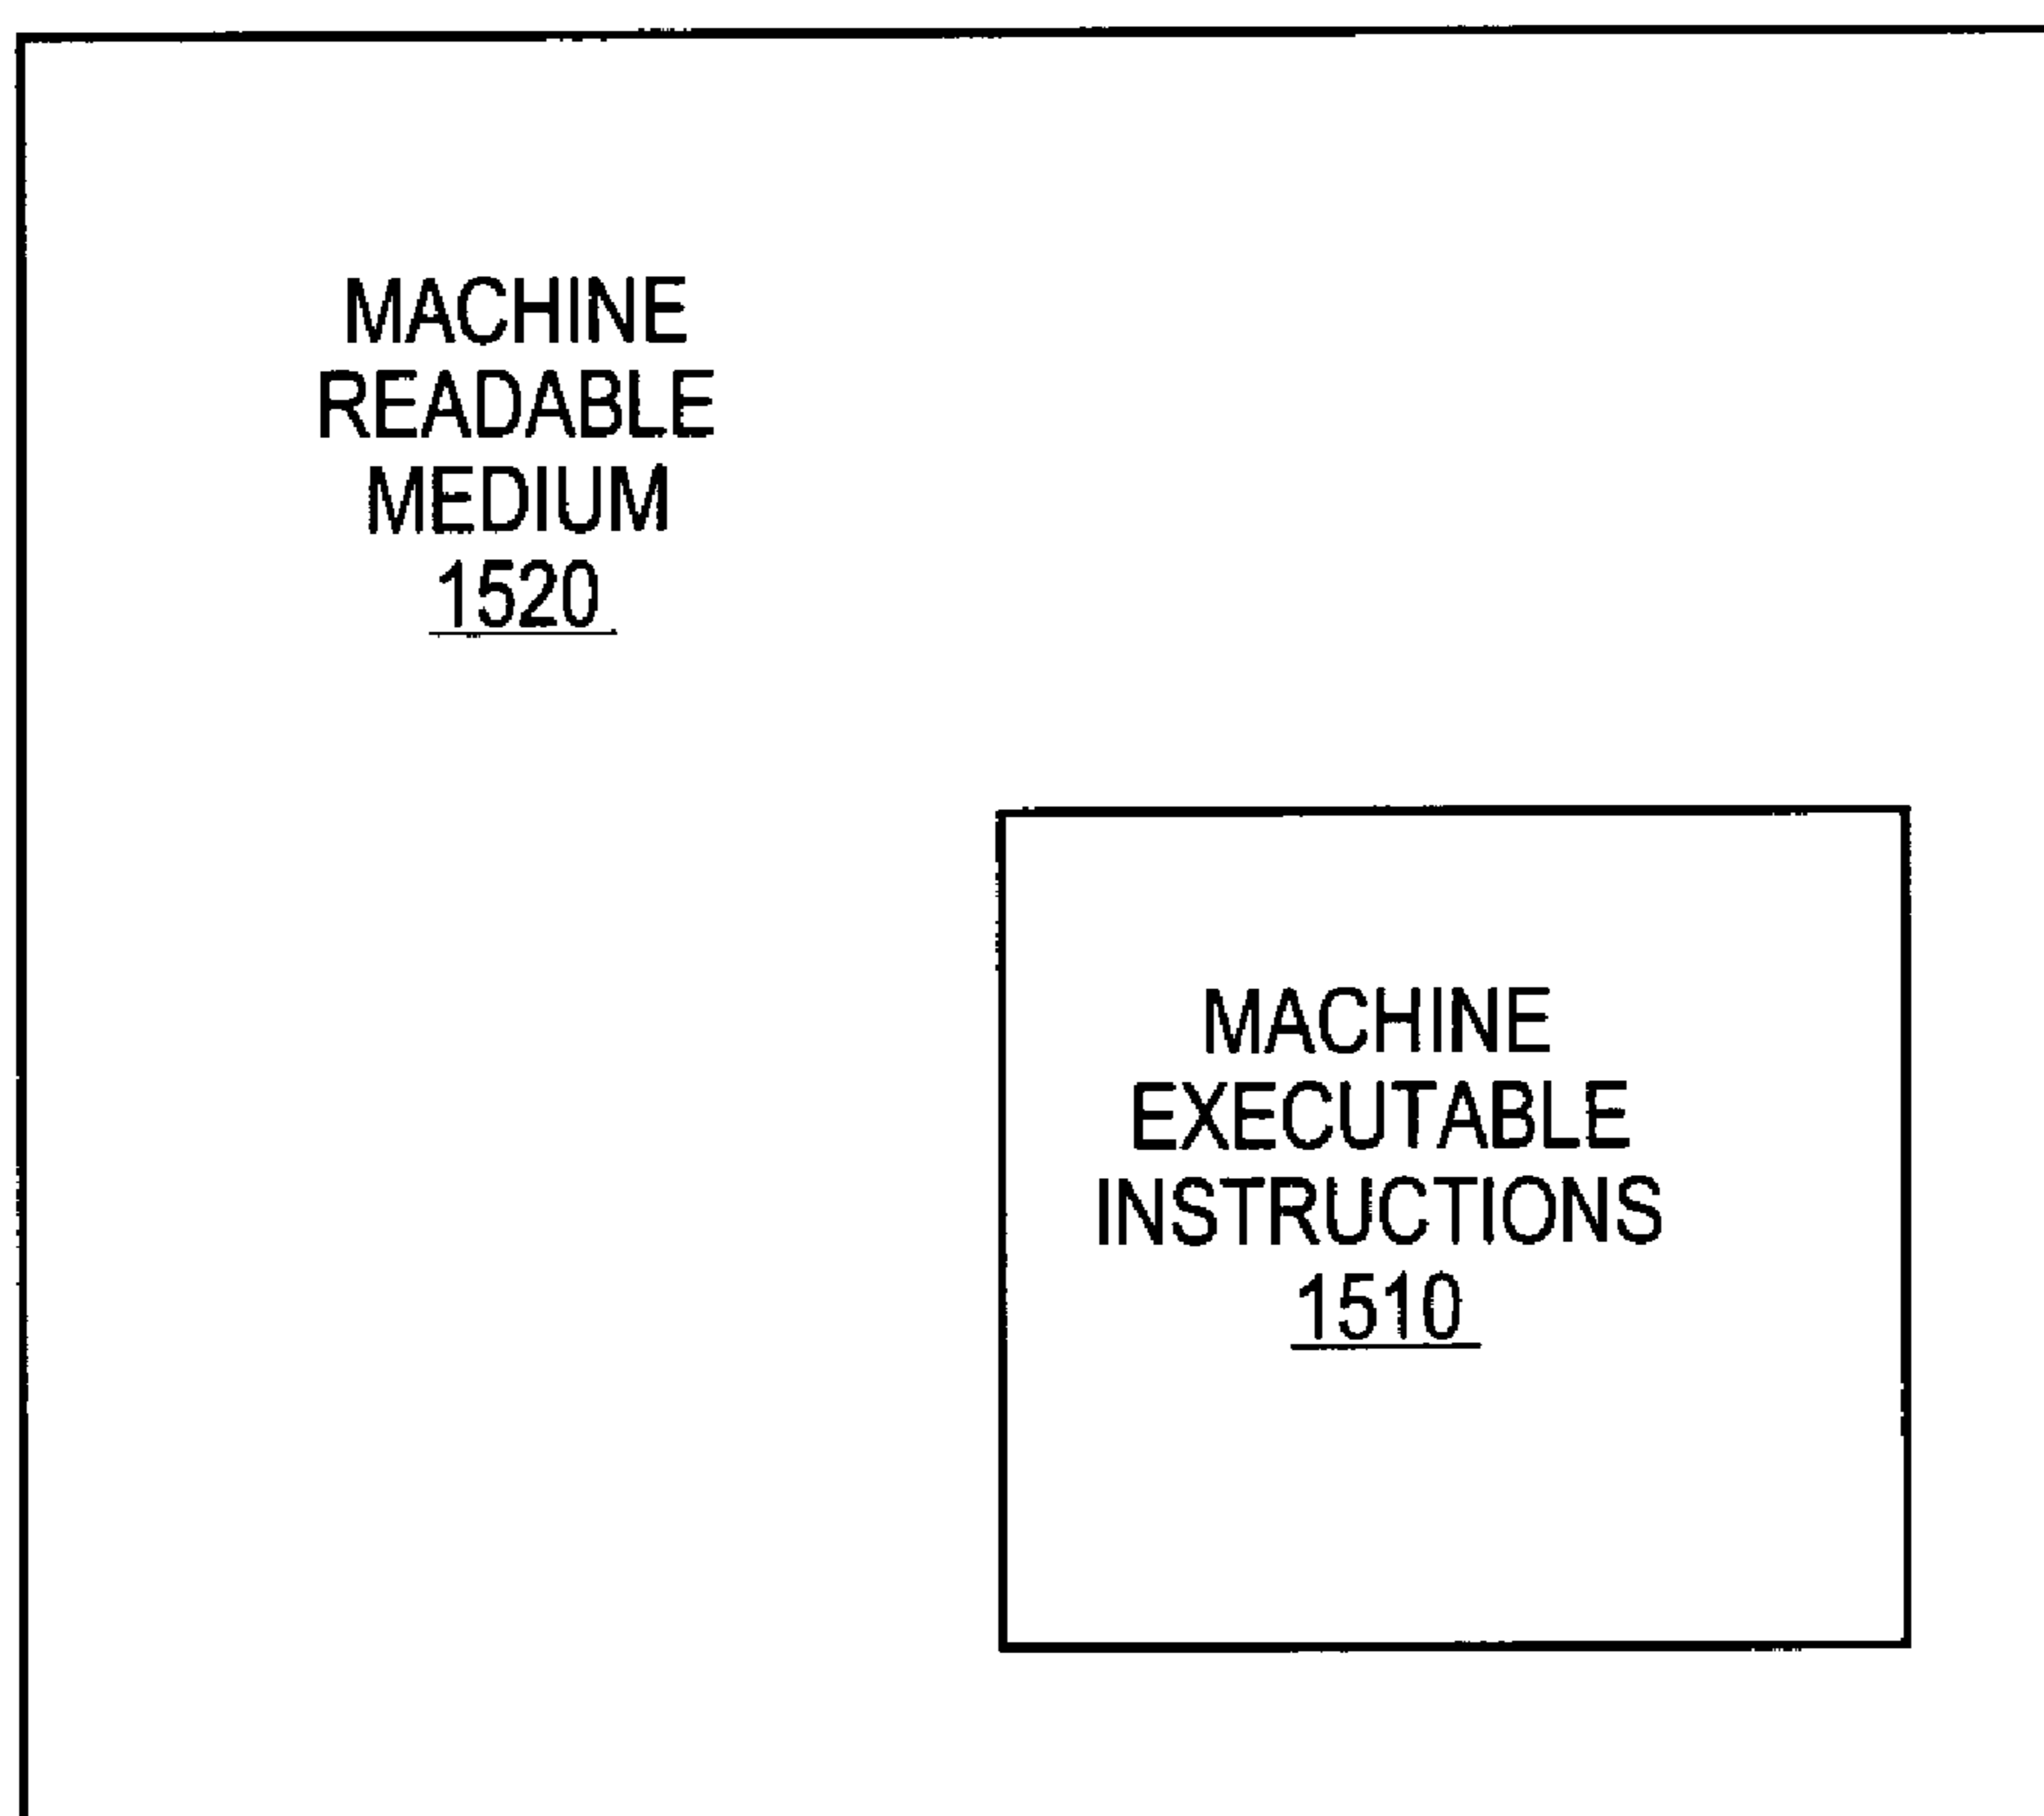 MACHINE
READABLE
MEDIUM
1520
MACHINE
EXECUTABLE
INSTRUCTIONS
1510